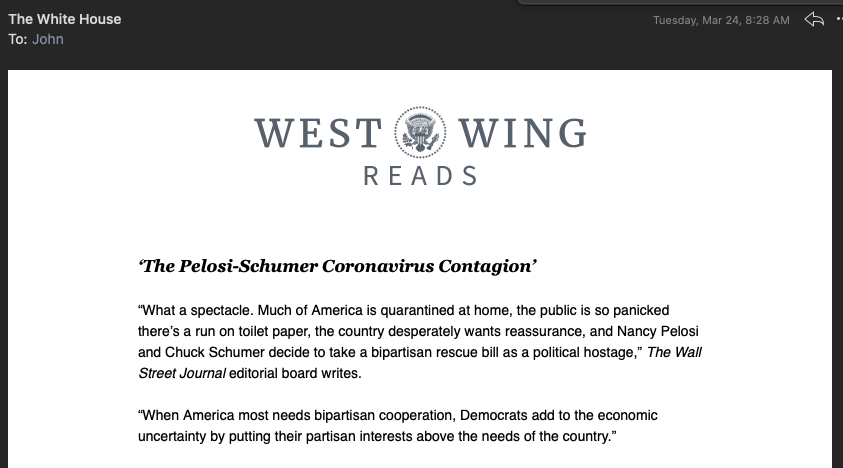 The White House
Tuesday, Mar 24, 8:28 AM
To: John
WEST WING
READS
‘The Pelosi-Schumer Coronavirus Contagion’
“What a spectacle. Much of America is quarantined at home, the public is so panicked
there’s a run on toilet paper, the country desperately wants reassurance, and Nancy Pelosi
and Chuck Schumer decide to take a bipartisan rescue bill as a political hostage,” The Wall
Street Journal editorial board writes.
“When America most needs bipartisan cooperation, Democrats add to the economic
uncertainty by putting their partisan interests above the needs of the country.”